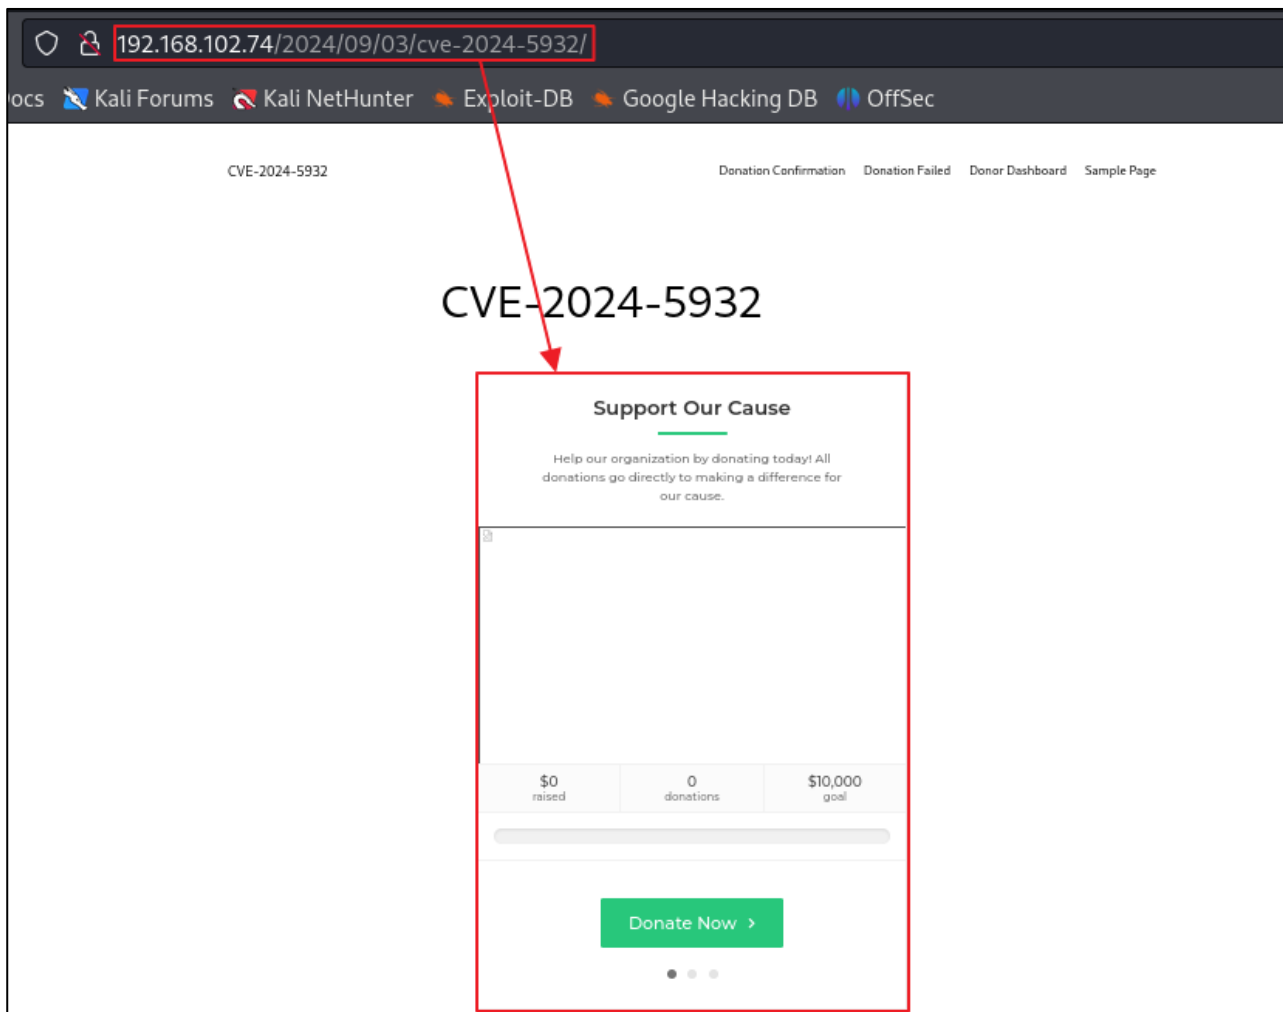 192.168.102.74/2024/09/03/cve-2024-5932/
ocs Kali Forums Kali NetHunter Exploit-DB Google Hacking DB OffSec
CVE-2024-5932 Donation Confirmation Donation Failed Donor Dashboard Sample Page
CVE-2024-5932
Support Our Cause
Help our organization by donating today! All
donations go directly to making a difference for
our cause.
$0 0 $10,000
raised donations goal
Donate Now